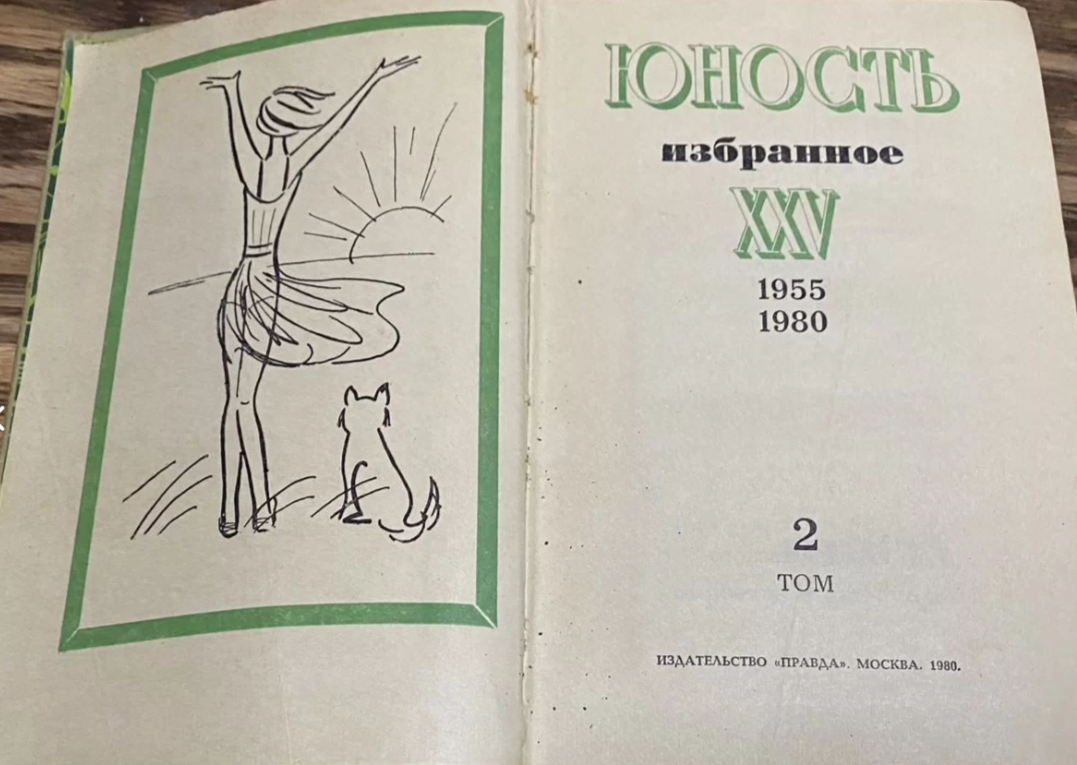 ЮНОСТЬ
избранное
XXV
1955
1980
2
ТОМ
ИЗДАТЕЛЬСТВО «ПРАВДА». МОСКВА. 1980.